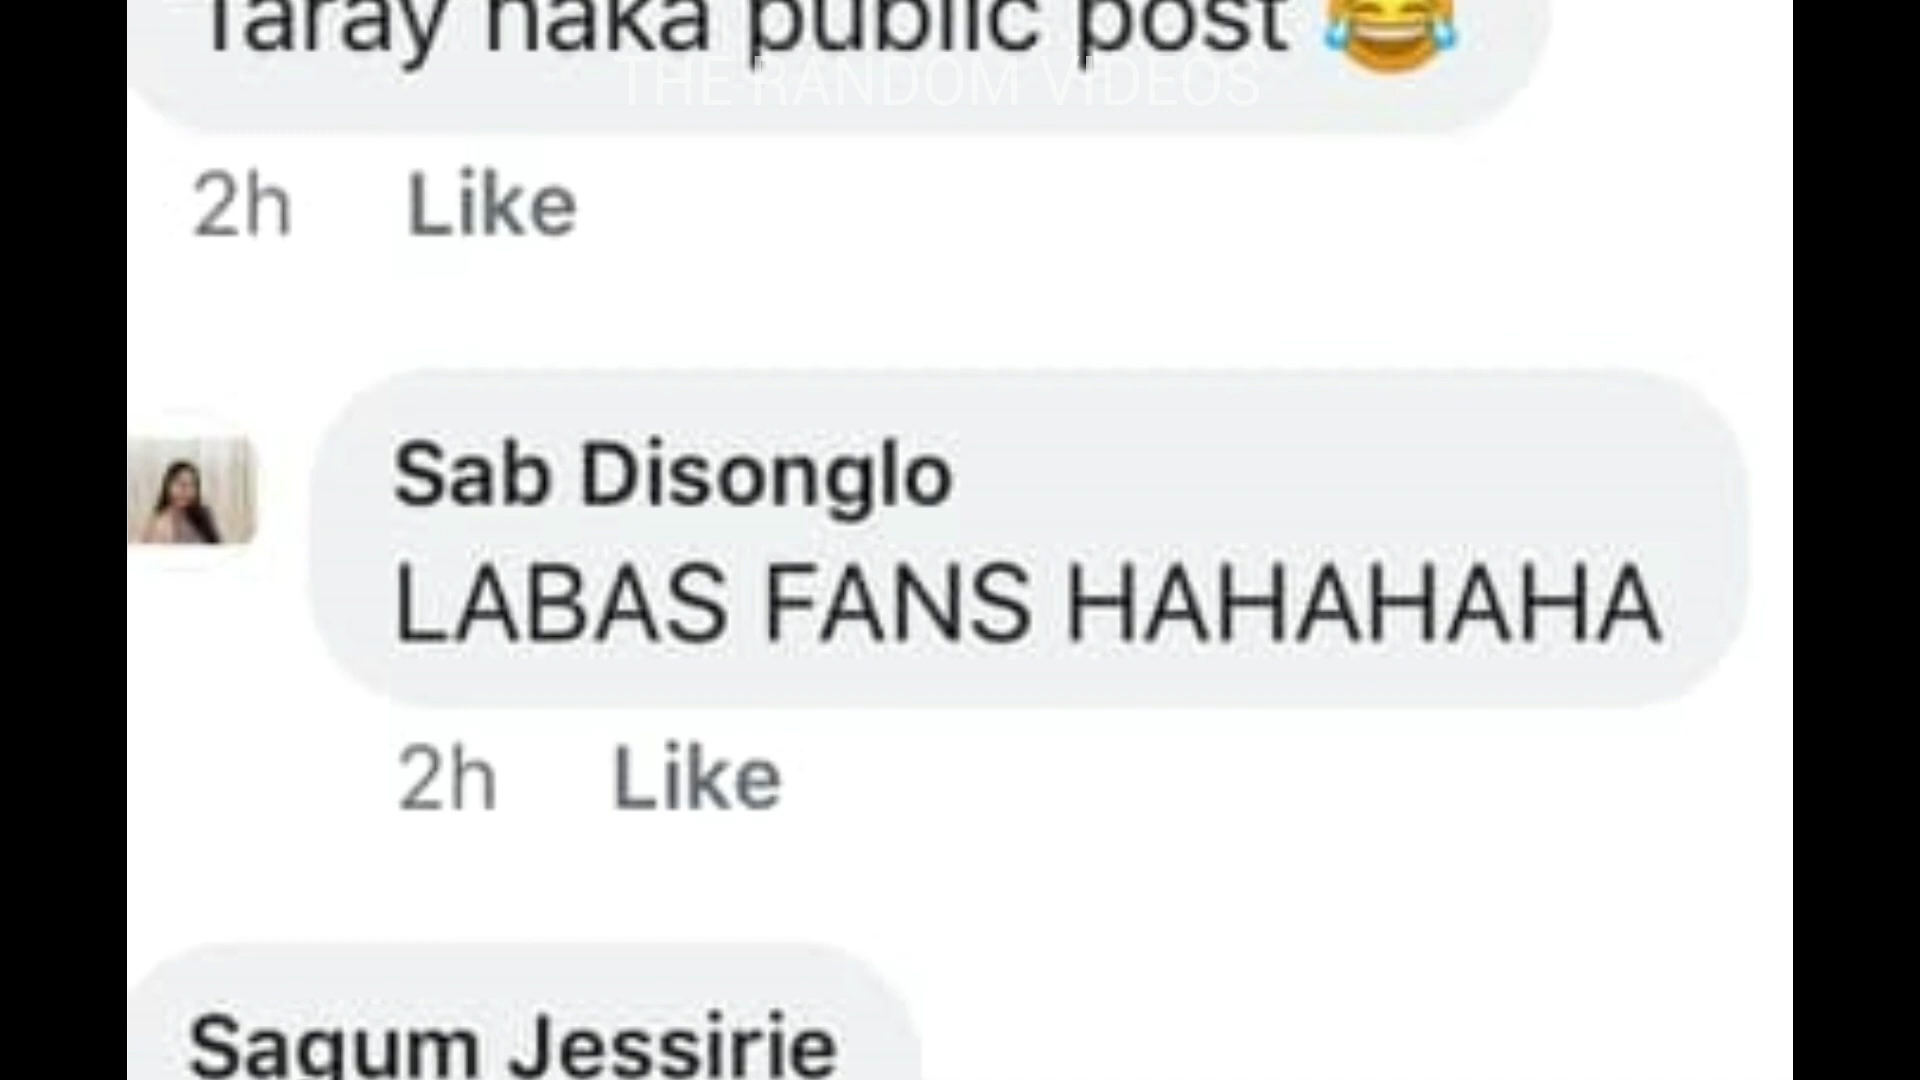 Taray naka public post 😂
THE RANDOM VIDEOS
2h Like
Sab Disonglo
LABAS FANS HAHAHAHA
2h Like
Sagum Jessirie